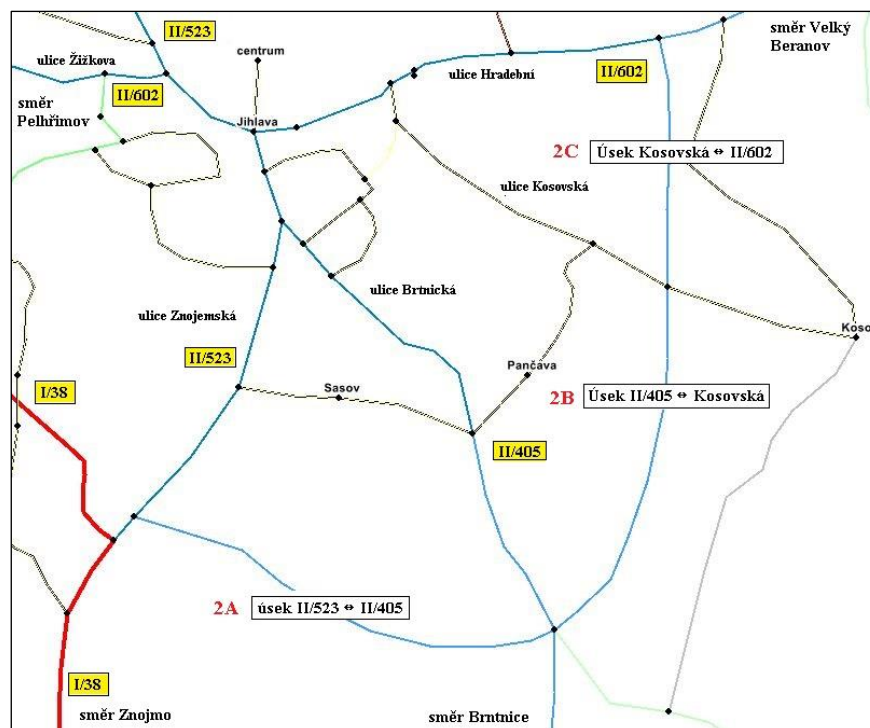 II/523
směr Velký
Beranov
centrum
ulice Žižkova
II/602
ulice Hradební
II/602
směr
Pelhřimov
Jihlava
2C Úsek Kosovská ⇔ II/602
ulice Kosovská
ulice Brtnická
ulice Znojemská
Koso
II/523
Pančava
Sasov
I/38
2B Úsek II/405 ⇔ Kosovská
II/405
2A úsek II/523 ⇔ II/405
I/38
směr Znojmo
směr Brntnice